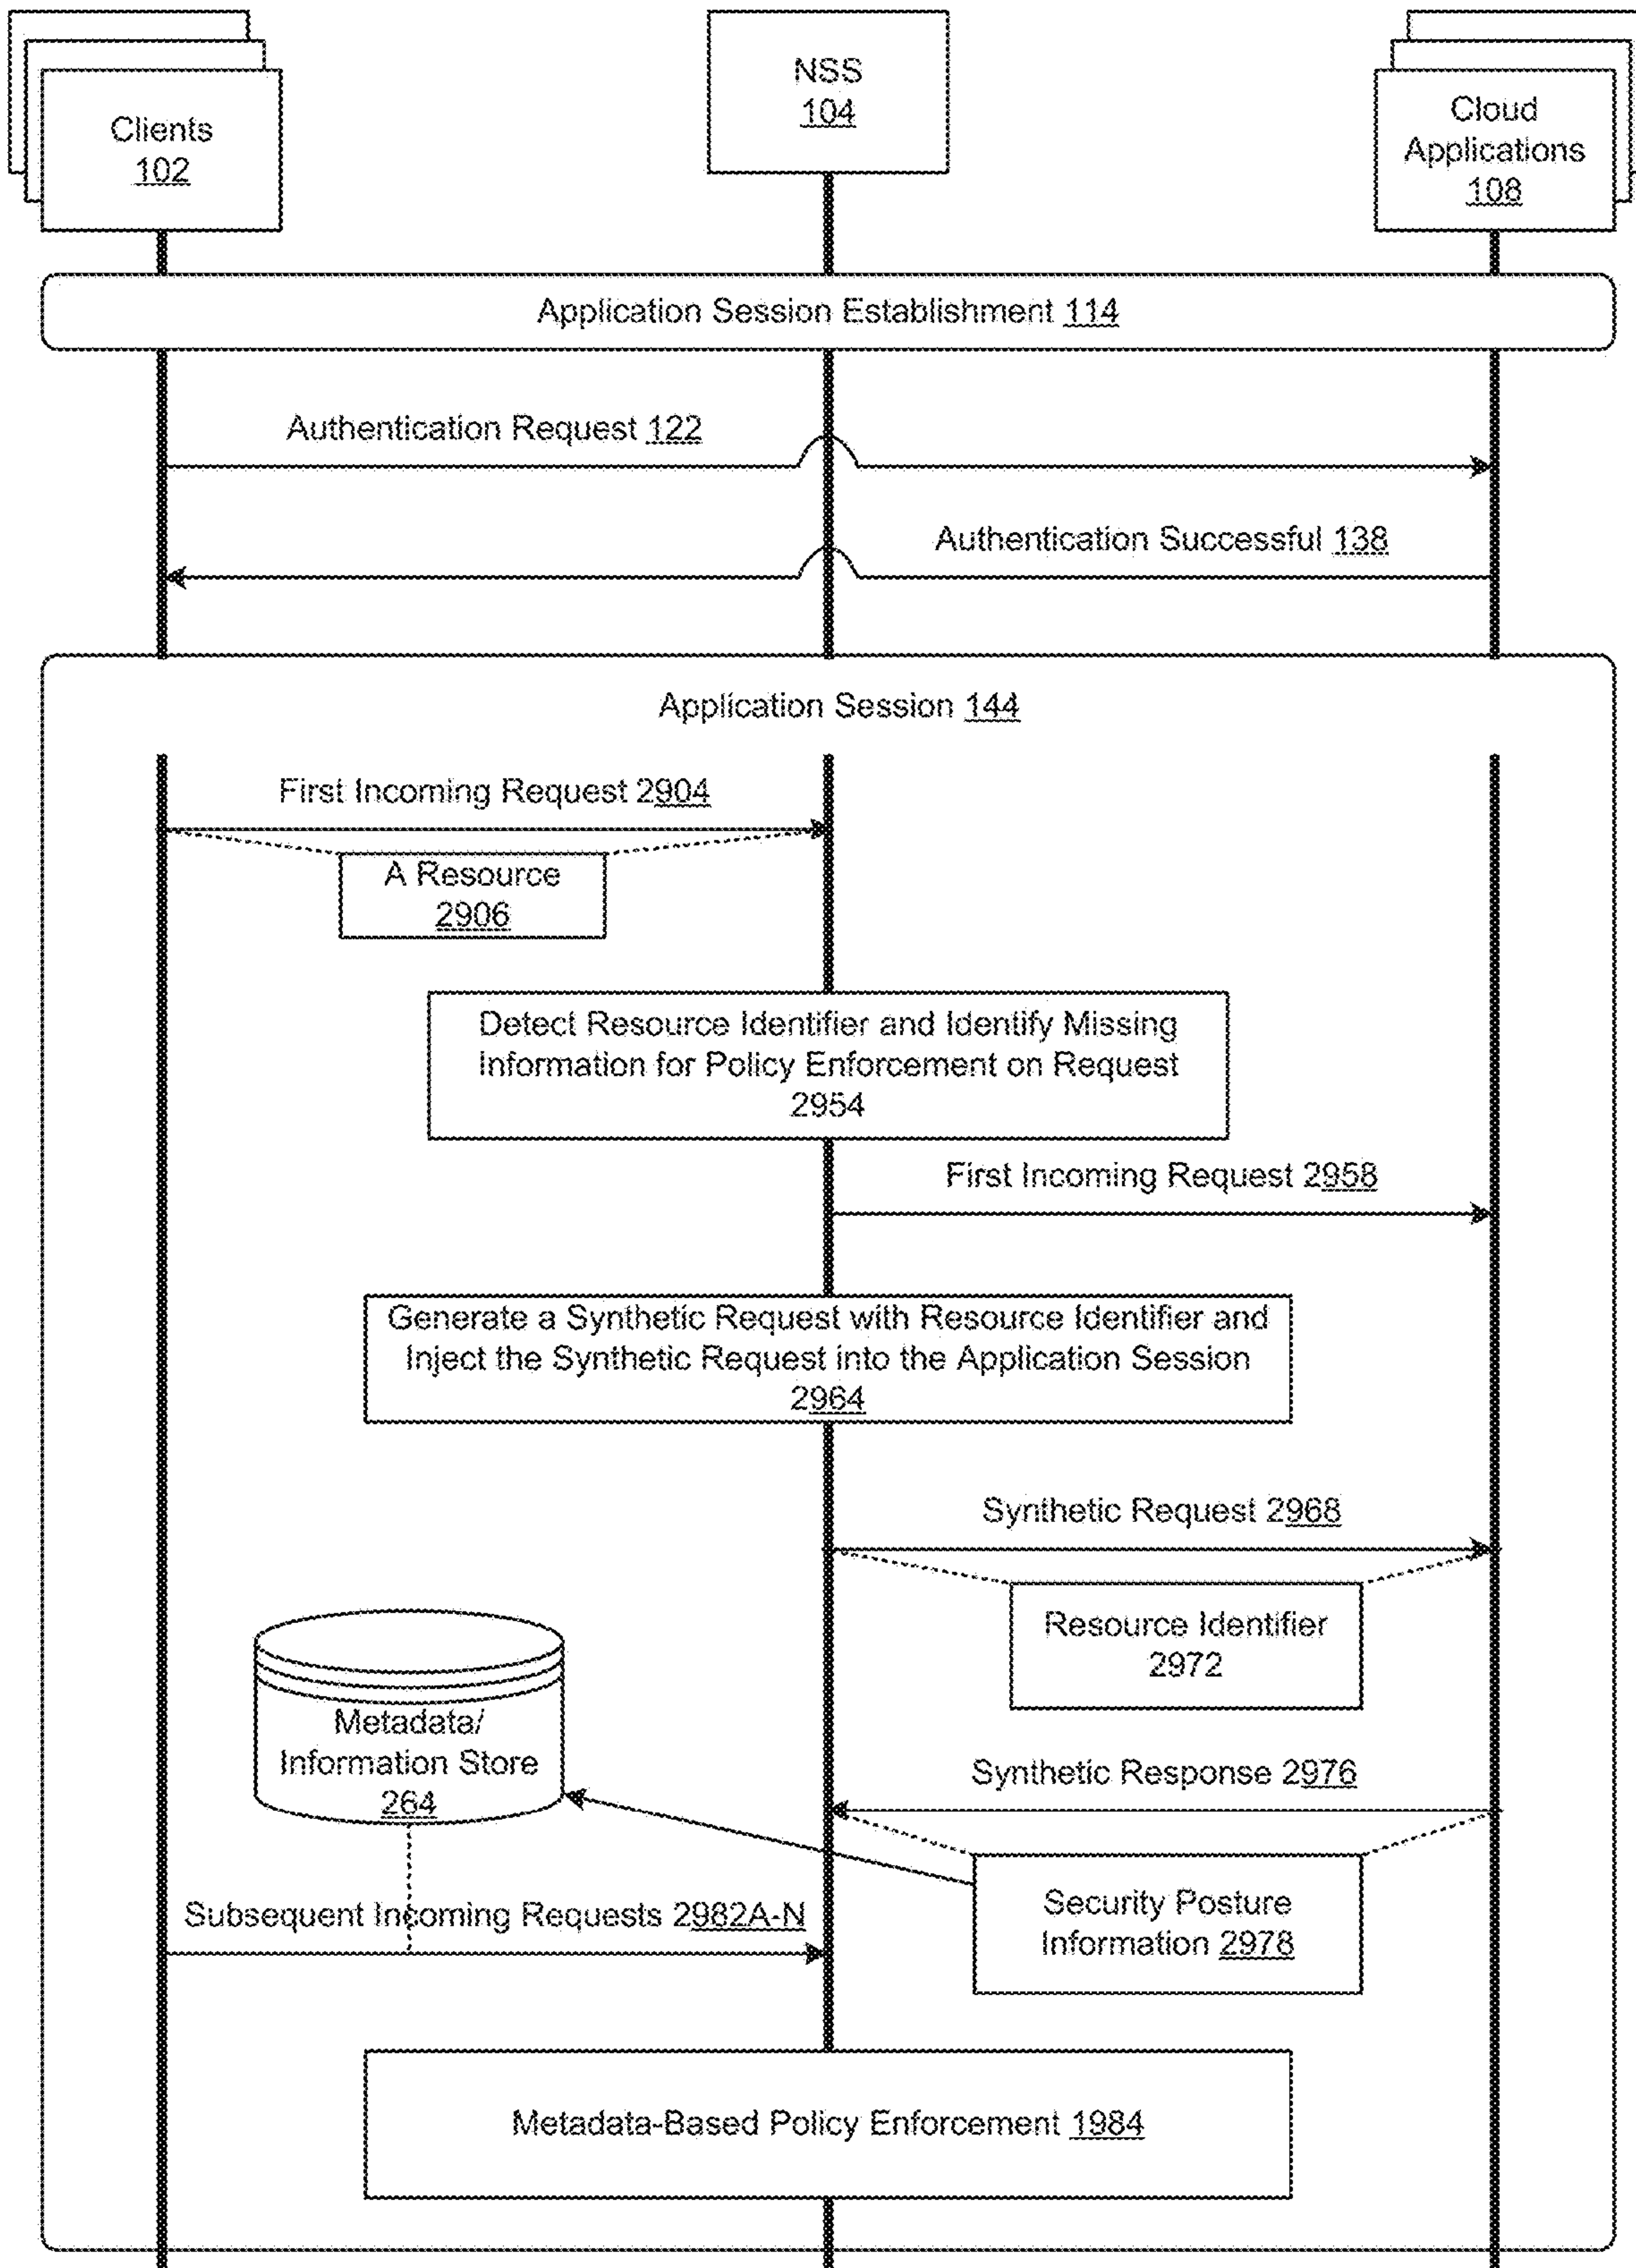 Clients
102
NSS
104
Cloud
Applications
108
Application Session Establishment 114
Authentication Request 122
Authentication Successful 138
Application Session 144
First Incoming Request 2904
A Resource
2906
Detect Resource Identifier and Identify Missing
Information for Policy Enforcement on Request
2954
First Incoming Request 2958
Generate a Synthetic Request with Resource Identifier and
Inject the Synthetic Request into the Application Session
2964
Synthetic Request 2968
Resource Identifier
2972
Metadata/
Information Store
264
Synthetic Response 2976
Security Posture
Information 2978
Subsequent Incoming Requests 2982A-N
Metadata-Based Policy Enforcement 1984